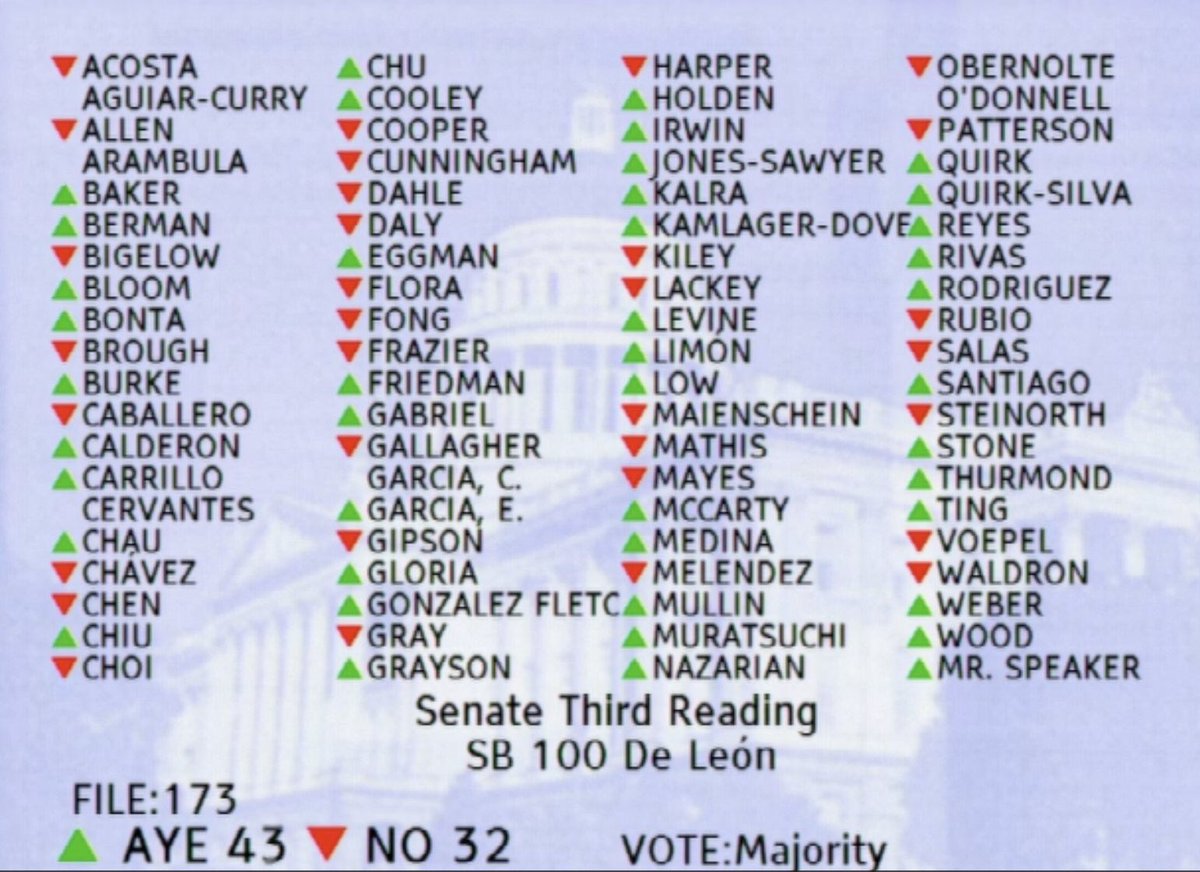 ▼ACOSTA ▲CHU ▼HARPER ▼OBERNOLTE
AGUIAR-CURRY ▲COOLEY ▲HOLDEN O'DONNELL
▼ALLEN ▼COOPER ▲IRWIN ▼PATTERSON
ARAMBULA ▼CUNNINGHAM ▲JONES-SAWYER ▲QUIRK
▲BAKER ▼DAHLE ▲KALRA ▲QUIRK-SILVA
▲BERMAN ▼DALY ▲KAMLAGER-DOVE ▲REYES
▼BIGELOW ▲EGGMAN ▼KILEY ▲RIVAS
▲BLOOM ▼FLORA ▼LACKEY ▲RODRIGUEZ
▲BONTA ▼FONG ▲LEVINE ▼RUBIO
▼BROUGH ▼FRAZIER ▲LIMÓN ▼SALAS
▲BURKE ▲FRIEDMAN ▲LOW ▲SANTIAGO
▼CABALLERO ▲GABRIEL ▼MAIENSCHEIN ▼STEINORTH
▲CALDERON ▼GALLAGHER ▼MATHIS ▲STONE
▲CARRILLO GARCIA, C. ▼MAYES ▲THURMOND
CERVANTES ▲GARCIA, E. ▲MCCARTY ▲TING
▲CHAU ▼GIPSON ▲MEDINA ▼VOEPEL
▼CHÁVEZ ▲GLORIA ▼MELENDEZ ▼WALDRON
▼CHEN ▲GONZALEZ FLETC ▲MULLIN ▲WEBER
▲CHIU ▼GRAY ▲MURATSUCHI ▲WOOD
▼CHOI ▲GRAYSON ▲NAZARIAN ▲MR. SPEAKER
Senate Third Reading
SB 100 De León
FILE:173
▲ AYE 43 ▼ NO 32 VOTE:Majority